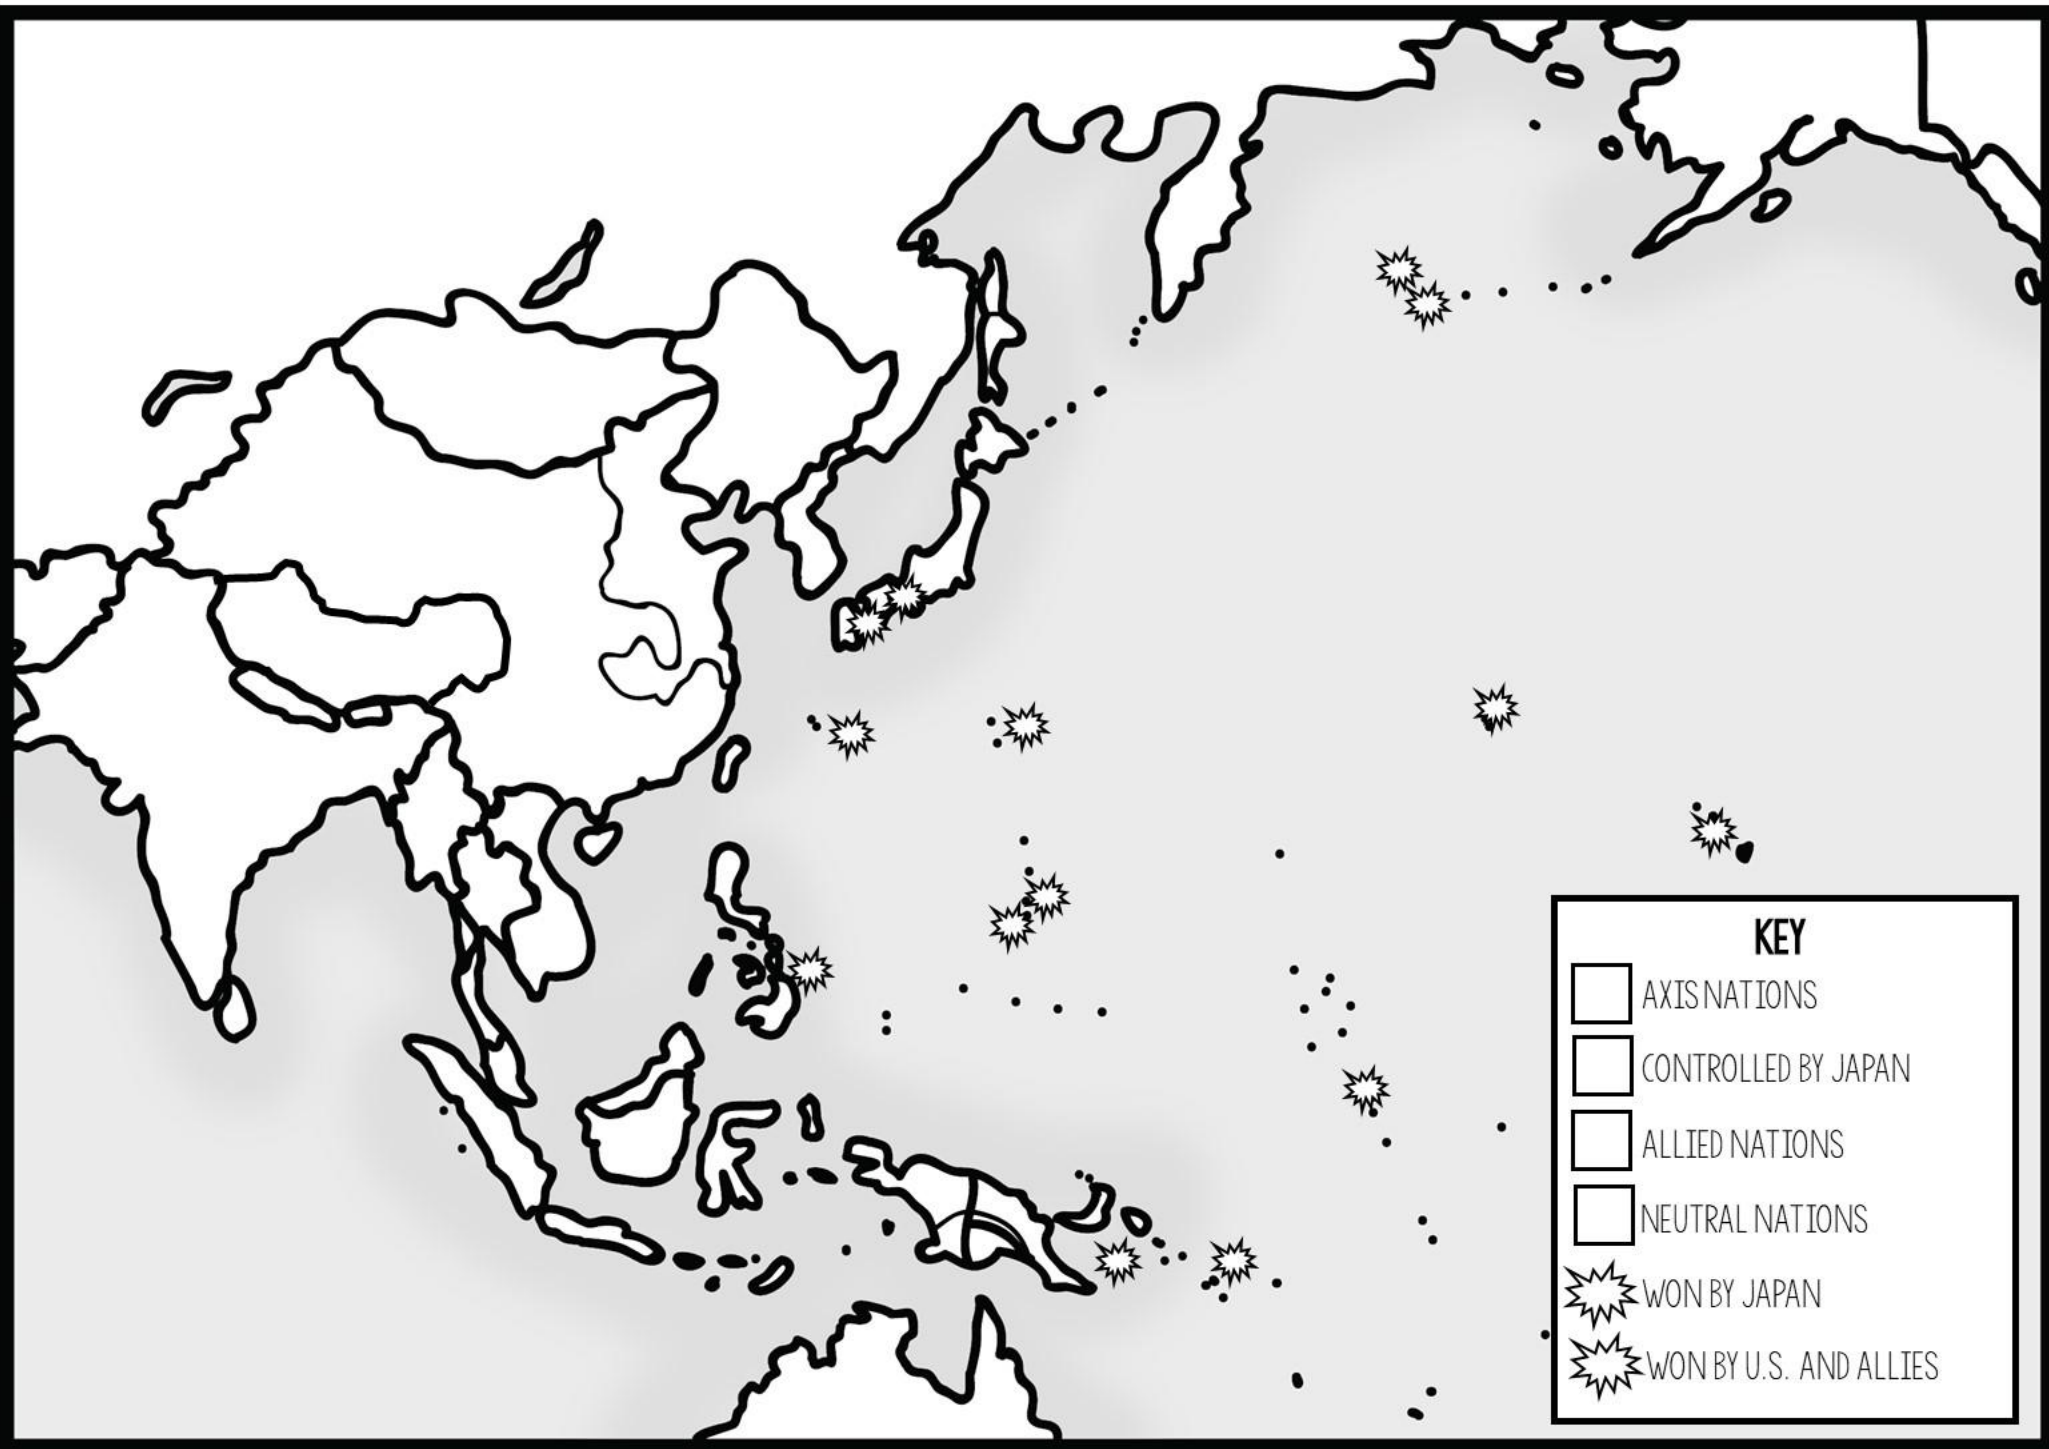 KEY
AXIS NATIONS
CONTROLLED BY JAPAN
ALLIED NATIONS
NEUTRAL NATIONS
WON BY JAPAN
WON BY U.S. AND ALLIES